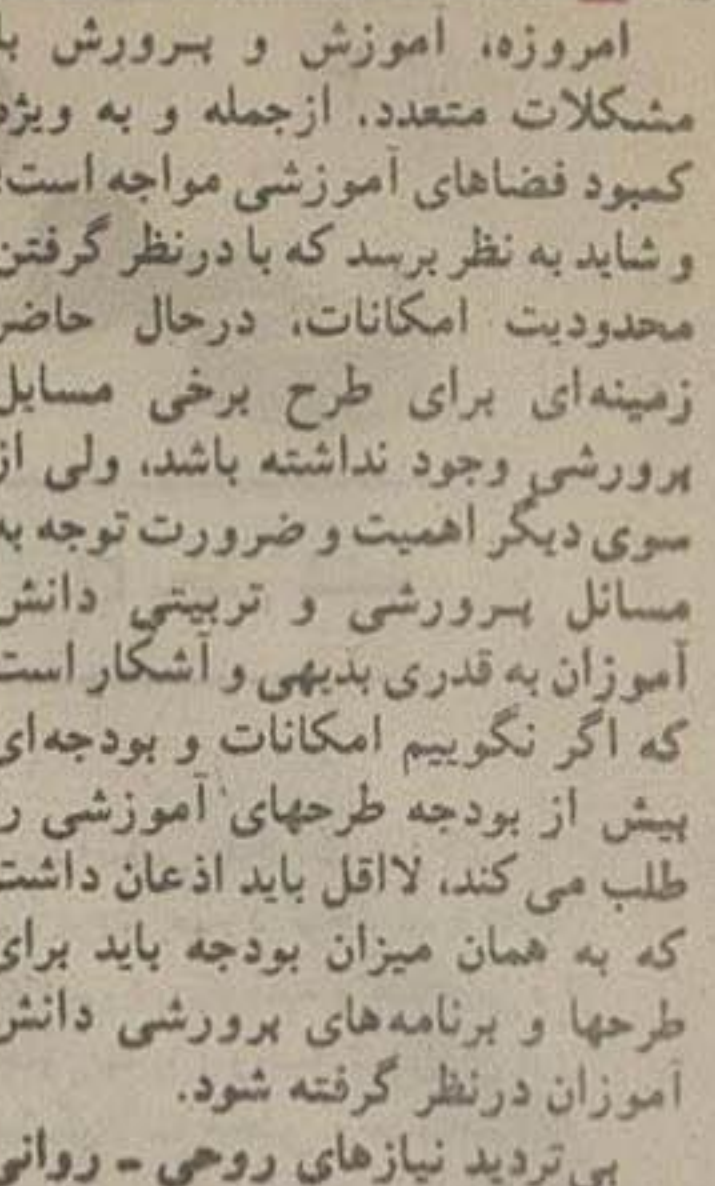 امروزه، آموزش و پرورش با
مشکلات متعدد، ازجمله و به ویژه
کمبود فضاهای آموزشی مواجه است؛
و شاید به نظر برسد که با درنظر گرفتن
محدودیت امکانات، درحال حاضر
زمینه‌ای برای طرح برخی مسایل
پرورشی وجود نداشته باشد، ولی از
سوی دیگر اهمیت و ضرورت توجه به
مسائل پرورشی و تربیتی دانش
آموزان به قدری بدیهی و آشکار است
که اگر نگوییم امکانات و بودجه‌ای
بیش از بودجه طرحهای آموزشی را
طلب می‌کند، لااقل باید اذعان داشت
که به همان میزان بودجه باید برای
طرحها و برنامه‌های پرورشی دانش
آموزان درنظر گرفته شود.
بی‌تردید نیازهای روحی ـ روانی